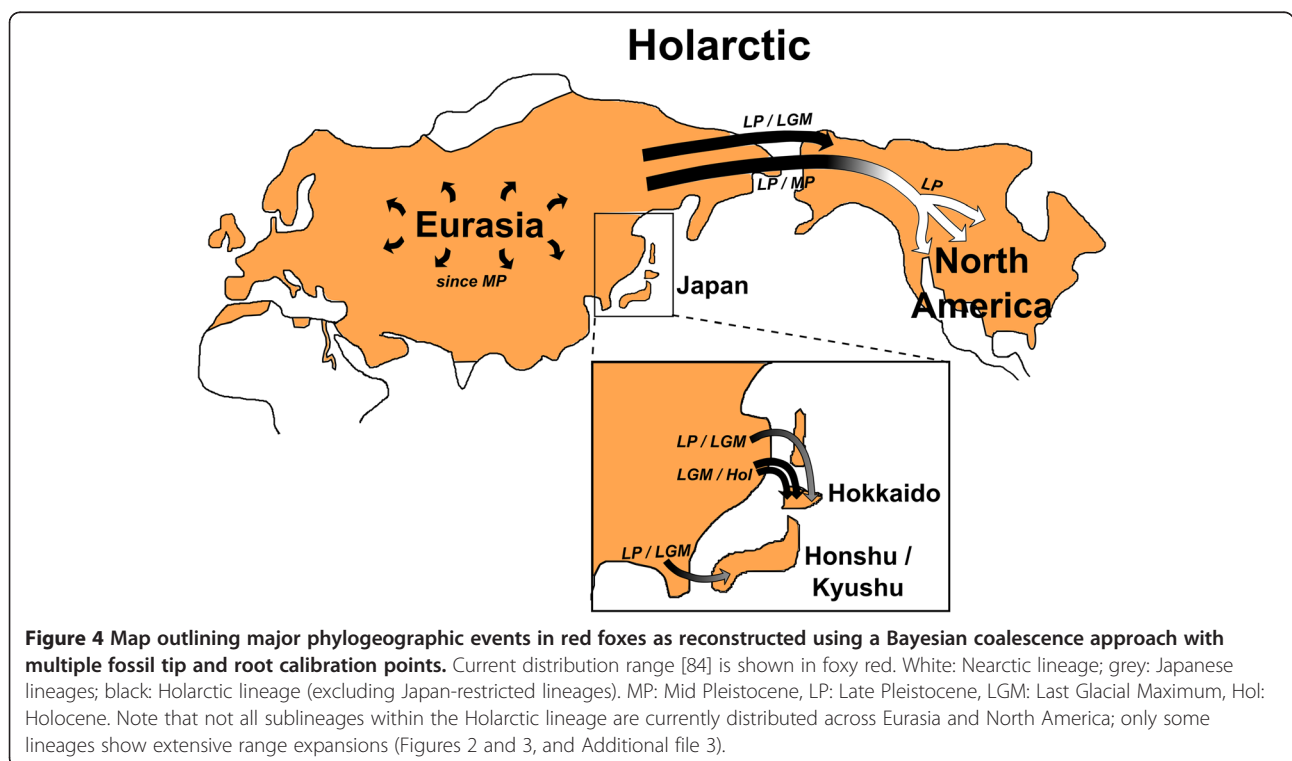 Holarctic
LP / LGM
LP / MP
LP
Eurasia
since MP
North
America
Japan
LP / LGM
LGM / Hol
Hokkaido
LP / LGM
Honshu /
Kyushu
Figure 4 Map outlining major phylogeographic events in red foxes as reconstructed using a Bayesian coalescence approach with
multiple fossil tip and root calibration points. Current distribution range [84] is shown in foxy red. White: Nearctic lineage; grey: Japanese
lineages; black: Holarctic lineage (excluding Japan-restricted lineages). MP: Mid Pleistocene, LP: Late Pleistocene, LGM: Last Glacial Maximum, Hol:
Holocene. Note that not all sublineages within the Holarctic lineage are currently distributed across Eurasia and North America; only some
lineages show extensive range expansions (Figures 2 and 3, and Additional file 3).